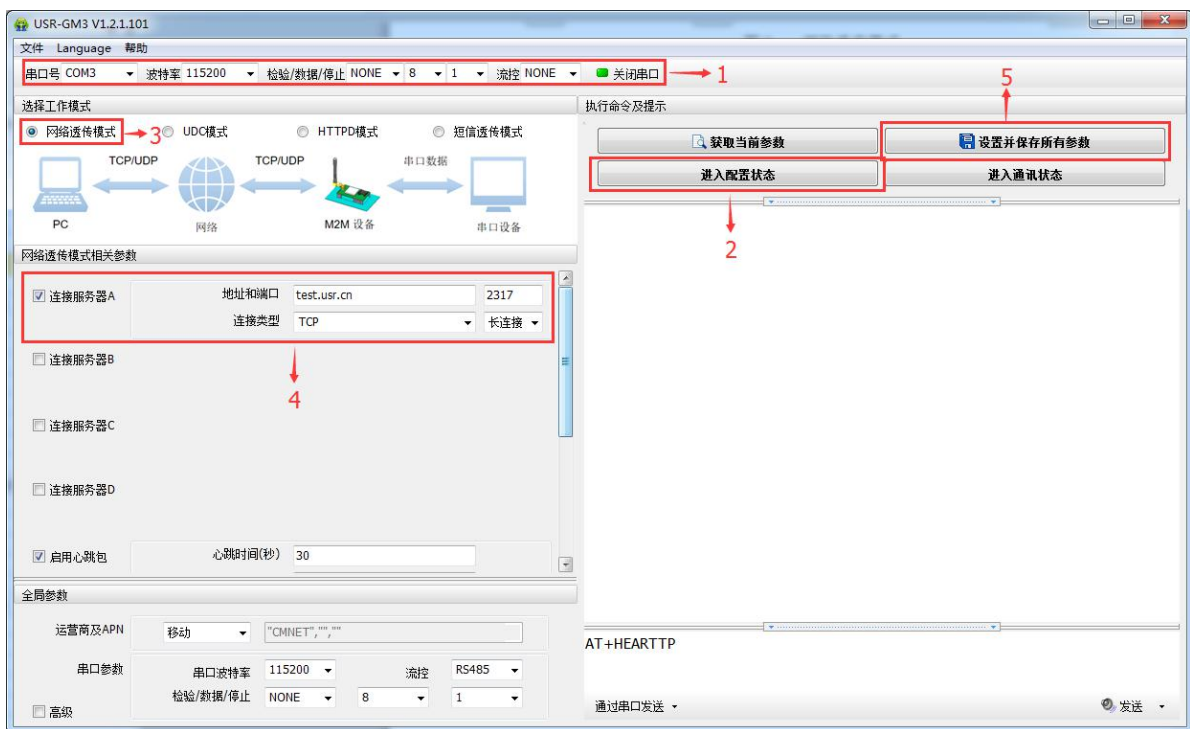 USR-GM3 V1.2.1.101
文件 Language 帮助
串口号 COM3 波特率 115200 检验/数据/停止 NONE 8 1 流控 NONE 关闭串口 1
选择工作模式
网络透传模式 3 UDC模式 HTTPD模式 短信透传模式
TCP/UDP TCP/UDP 串口数据
PC 网络 M2M 设备 串口设备
网络透传模式相关参数
连接服务器A 地址和端口 test.usr.cn 2317
连接类型 TCP 长连接
连接服务器B
4
连接服务器C
连接服务器D
启用心跳包 心跳时间(秒) 30
全局参数
运营商及APN 移动 "CMNET","",""
串口参数 串口波特率 115200 流控 RS485
检验/数据/停止 NONE 8 1
高级
5
执行命令及提示
获取当前参数 设置并保存所有参数
进入配置状态 进入通讯状态
2
AT+HEARTTP
通过串口发送 发送